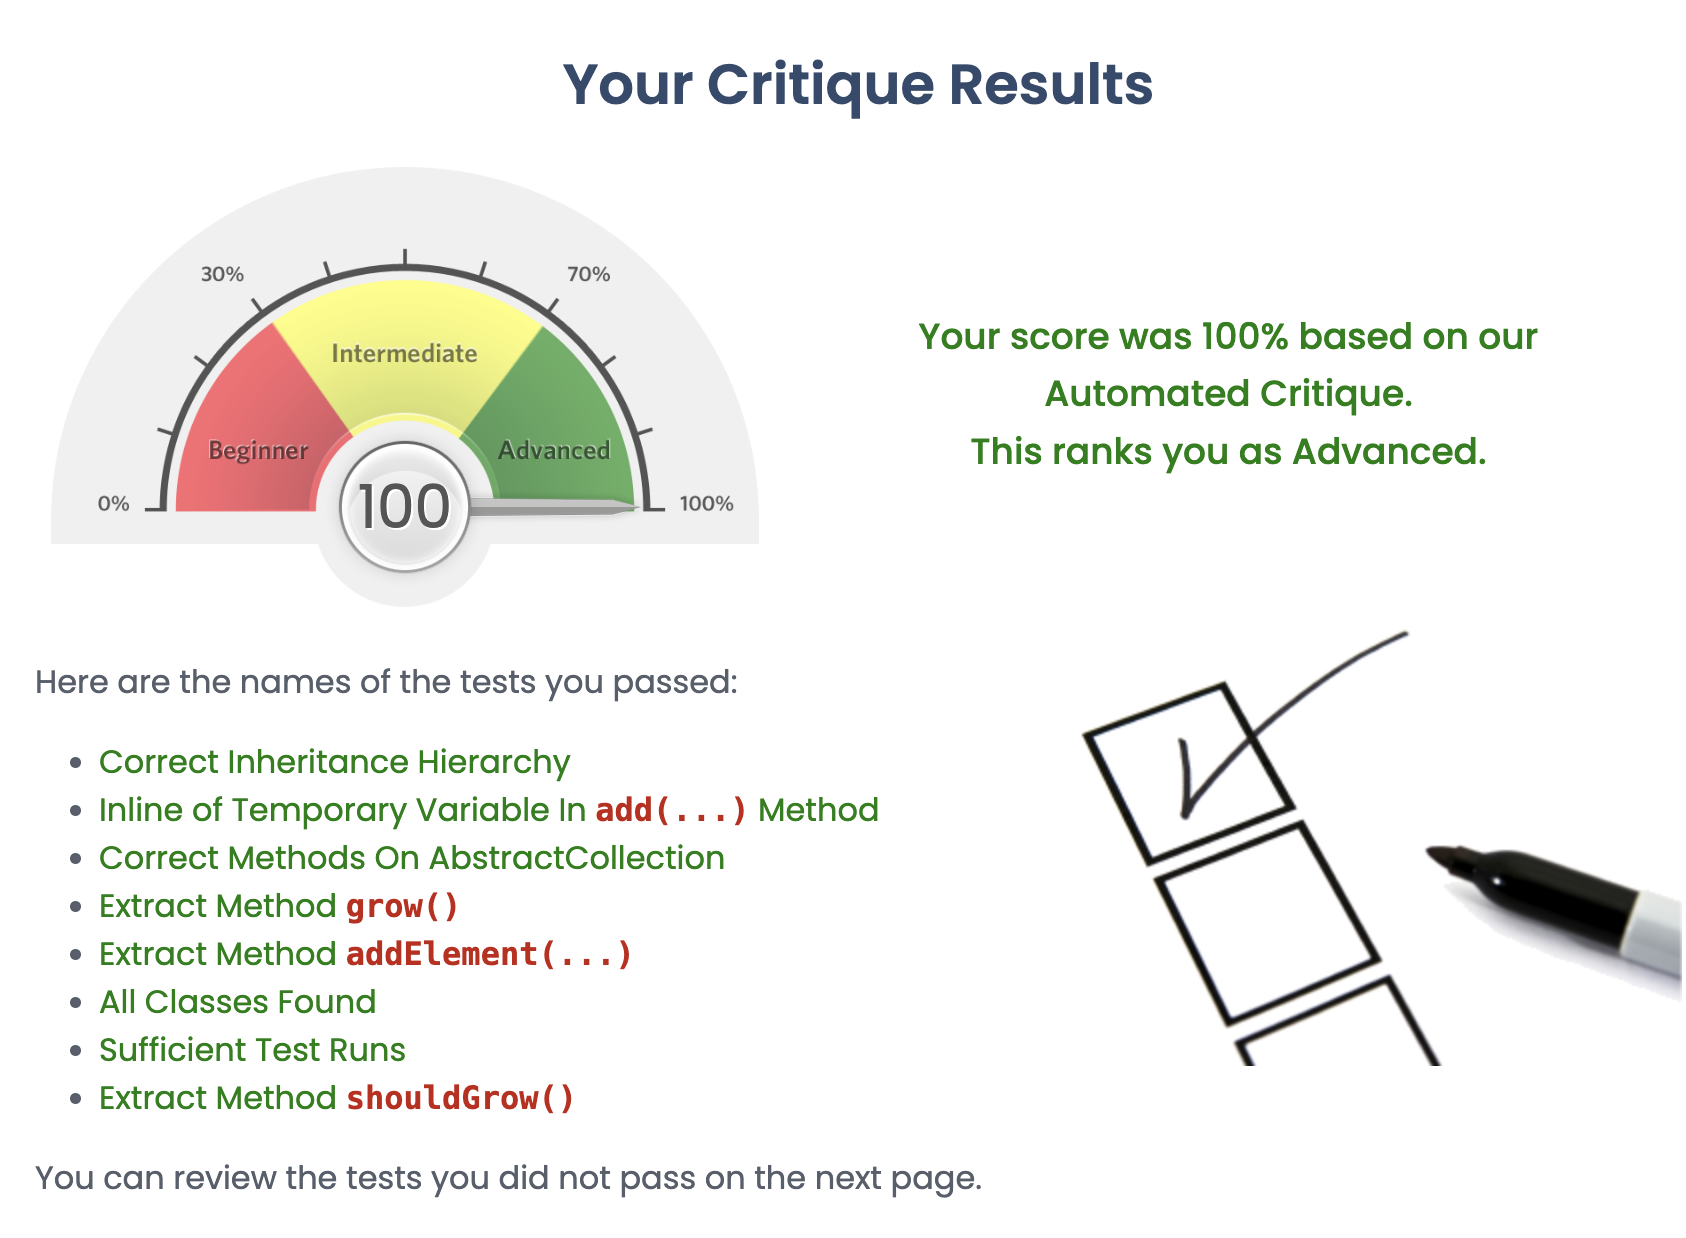 Your Critique Results
30%
70%
Intermediate
Beginner
Advanced
0%
100
100%
Your score was 100% based on our
Automated Critique.
This ranks you as Advanced.
Here are the names of the tests you passed:
Correct Inheritance Hierarchy
Inline of Temporary Variable In add(...) Method
Correct Methods On AbstractCollection
Extract Method grow()
Extract Method addElement(...)
All Classes Found
Sufficient Test Runs
Extract Method shouldGrow()
You can review the tests you did not pass on the next page.